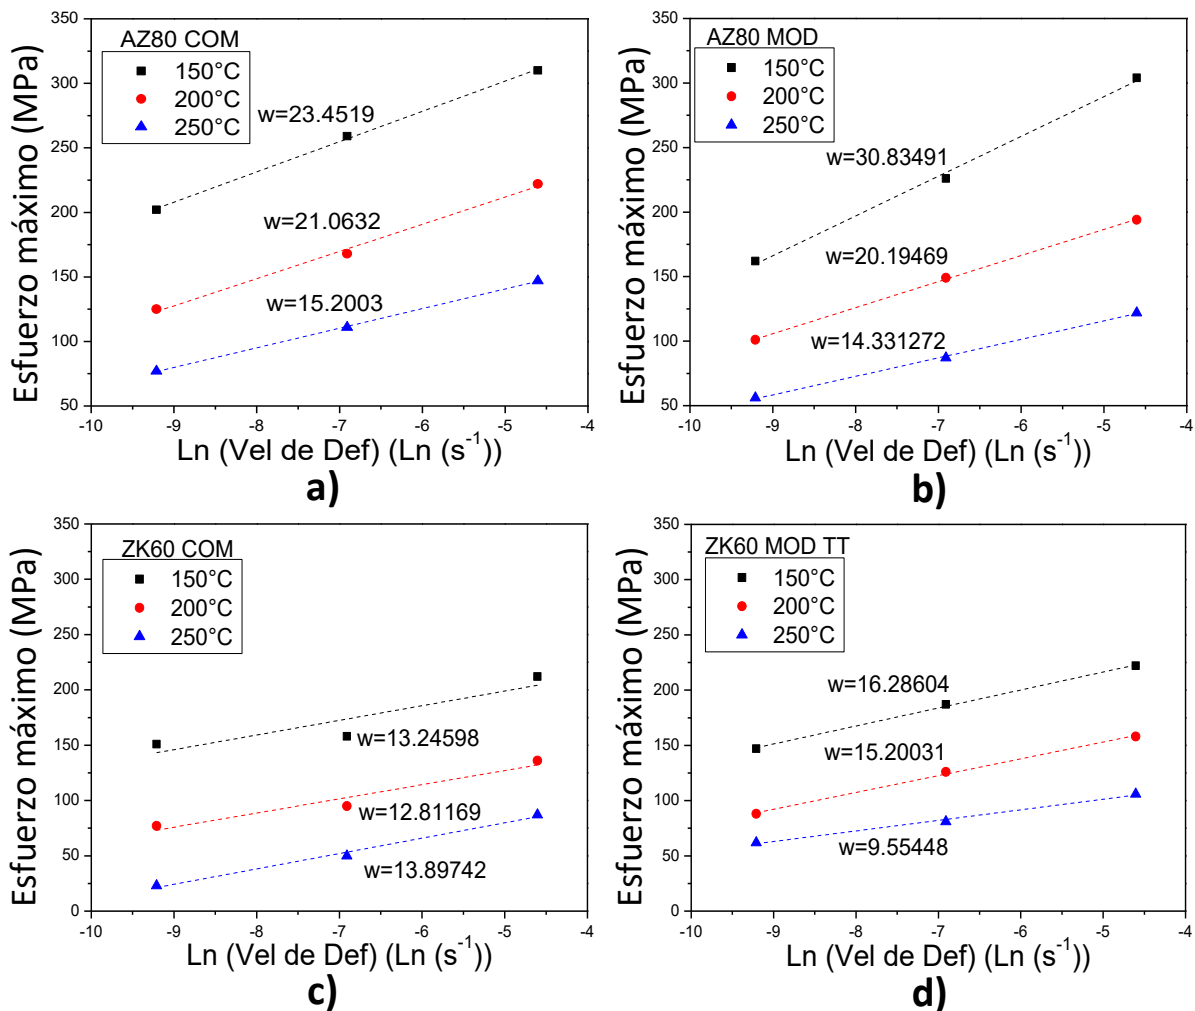 AZ80 COM
150°C
200°C
250°C
w=23.4519
w=21.0632
w=15.2003
350
300
250
200
150
100
50
-10 -9 -8 -7 -6 -5 -4
Esfuerzo máximo (MPa)
Ln (Vel de Def) (Ln (s⁻¹))
a)
AZ80 MOD
150°C
200°C
250°C
w=30.83491
w=20.19469
w=14.331272
350
300
250
200
150
100
50
-10 -9 -8 -7 -6 -5 -4
Esfuerzo máximo (MPa)
Ln (Vel de Def) (Ln (s⁻¹))
b)
ZK60 COM
150°C
200°C
250°C
w=13.24598
w=12.81169
w=13.89742
350
300
250
200
150
100
50
0
-10 -9 -8 -7 -6 -5 -4
Esfuerzo máximo (MPa)
Ln (Vel de Def) (Ln (s⁻¹))
c)
ZK60 MOD TT
150°C
200°C
250°C
w=16.28604
w=15.20031
w=9.55448
350
300
250
200
150
100
50
0
-10 -9 -8 -7 -6 -5 -4
Esfuerzo máximo (MPa)
Ln (Vel de Def) (Ln (s⁻¹))
d)